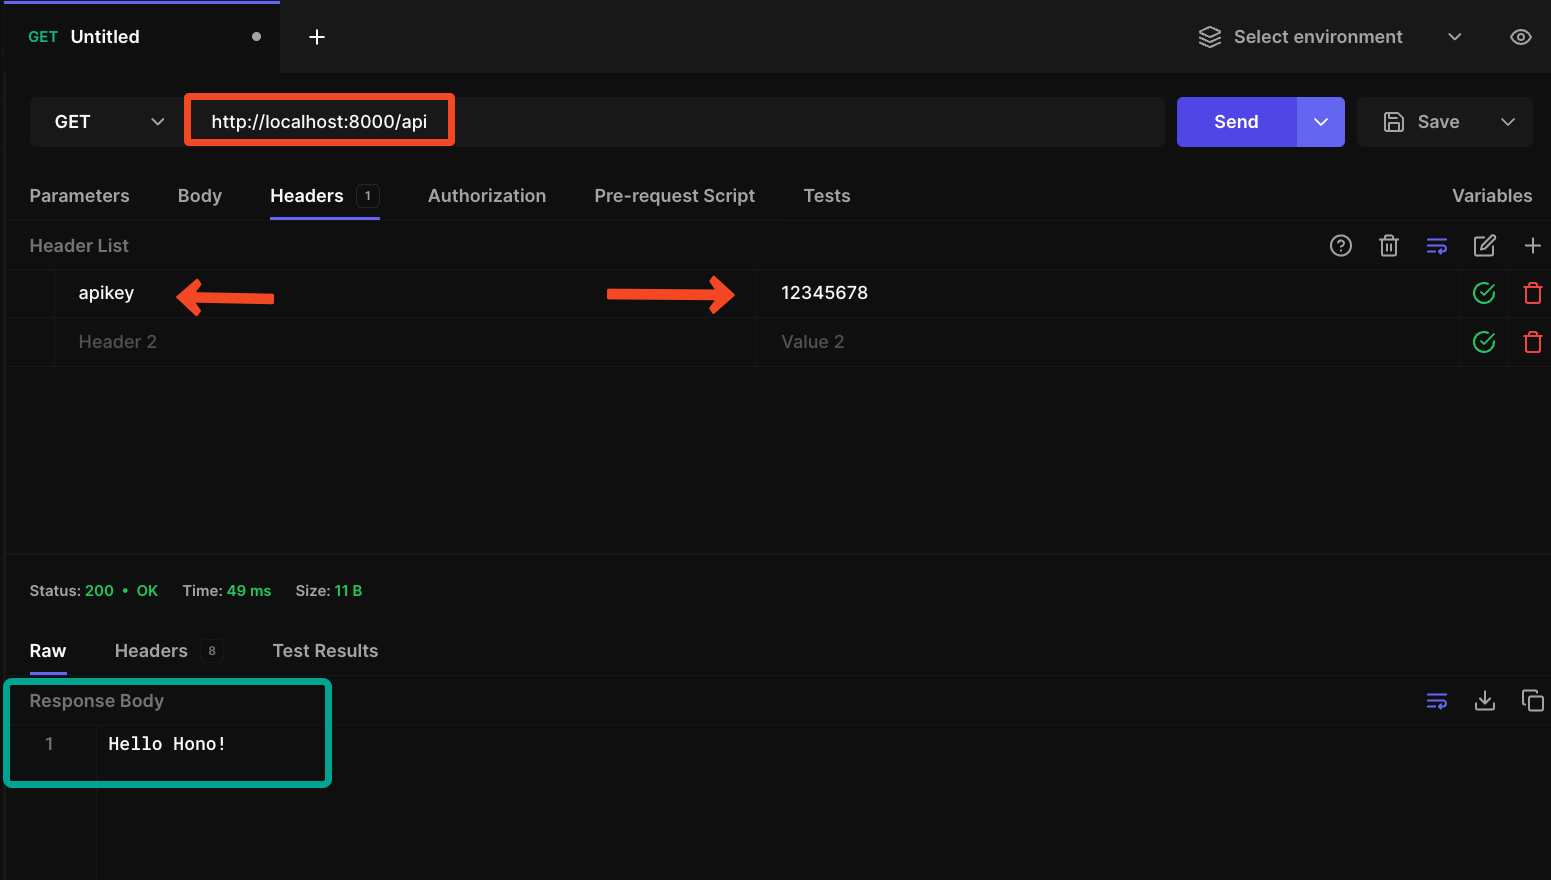 GET Untitled
Select environment
GET http://localhost:8000/api Send Save
Parameters Body Headers 1 Authorization Pre-request Script Tests Variables
Header List
apikey 12345678
Header 2 Value 2
Status: 200 • OK Time: 49 ms Size: 11 B
Raw Headers 8 Test Results
Response Body
1 Hello Hono!